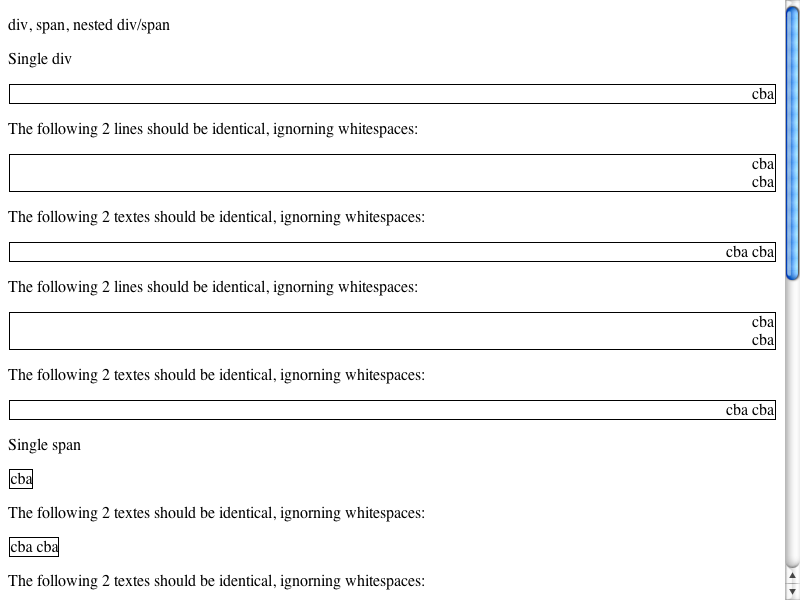 div, span, nested div/span
Single div
cba
The following 2 lines should be identical, ignorning whitespaces:
cba
cba
The following 2 textes should be identical, ignorning whitespaces:
cba cba
The following 2 lines should be identical, ignorning whitespaces:
cba
cba
The following 2 textes should be identical, ignorning whitespaces:
cba cba
Single span
cba
The following 2 textes should be identical, ignorning whitespaces:
cba cba
The following 2 textes should be identical, ignorning whitespaces: